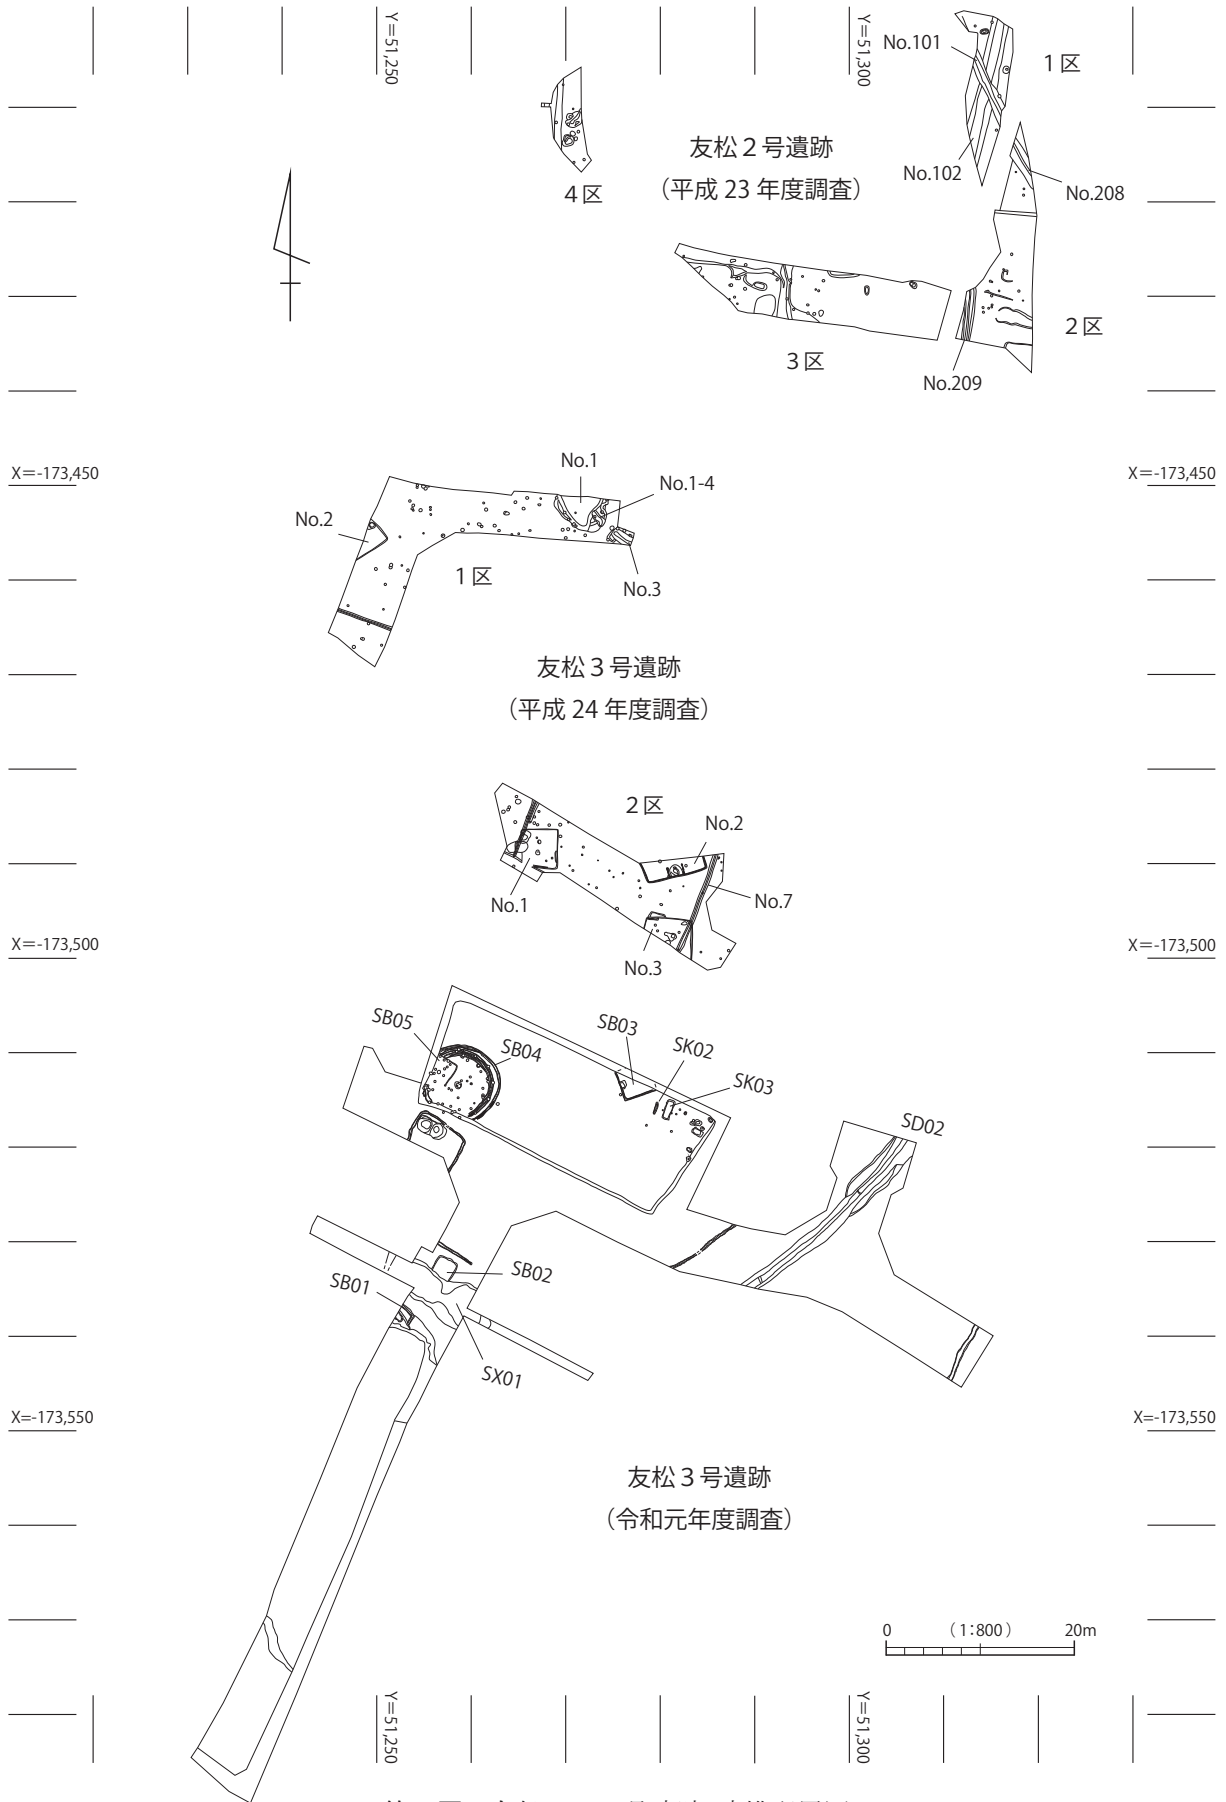 Y=51,250
Y=51,300
No.101
1区
友松2号遺跡
(平成 23 年度調査)
4区
No.102
No.208
2区
3区
No.209
X=-173,450
X=-173,450
No.1
No.1-4
No.2
1区
No.3
友松3号遺跡
(平成 24 年度調査)
2区
No.2
No.1
No.7
No.3
X=-173,500
X=-173,500
SB05
SB04
SB03
SK02
SK03
SD02
SB02
SB01
SX01
X=-173,550
X=-173,550
友松3号遺跡
(令和元年度調査)
0 (1:800) 20m
Y=51,250
Y=51,300